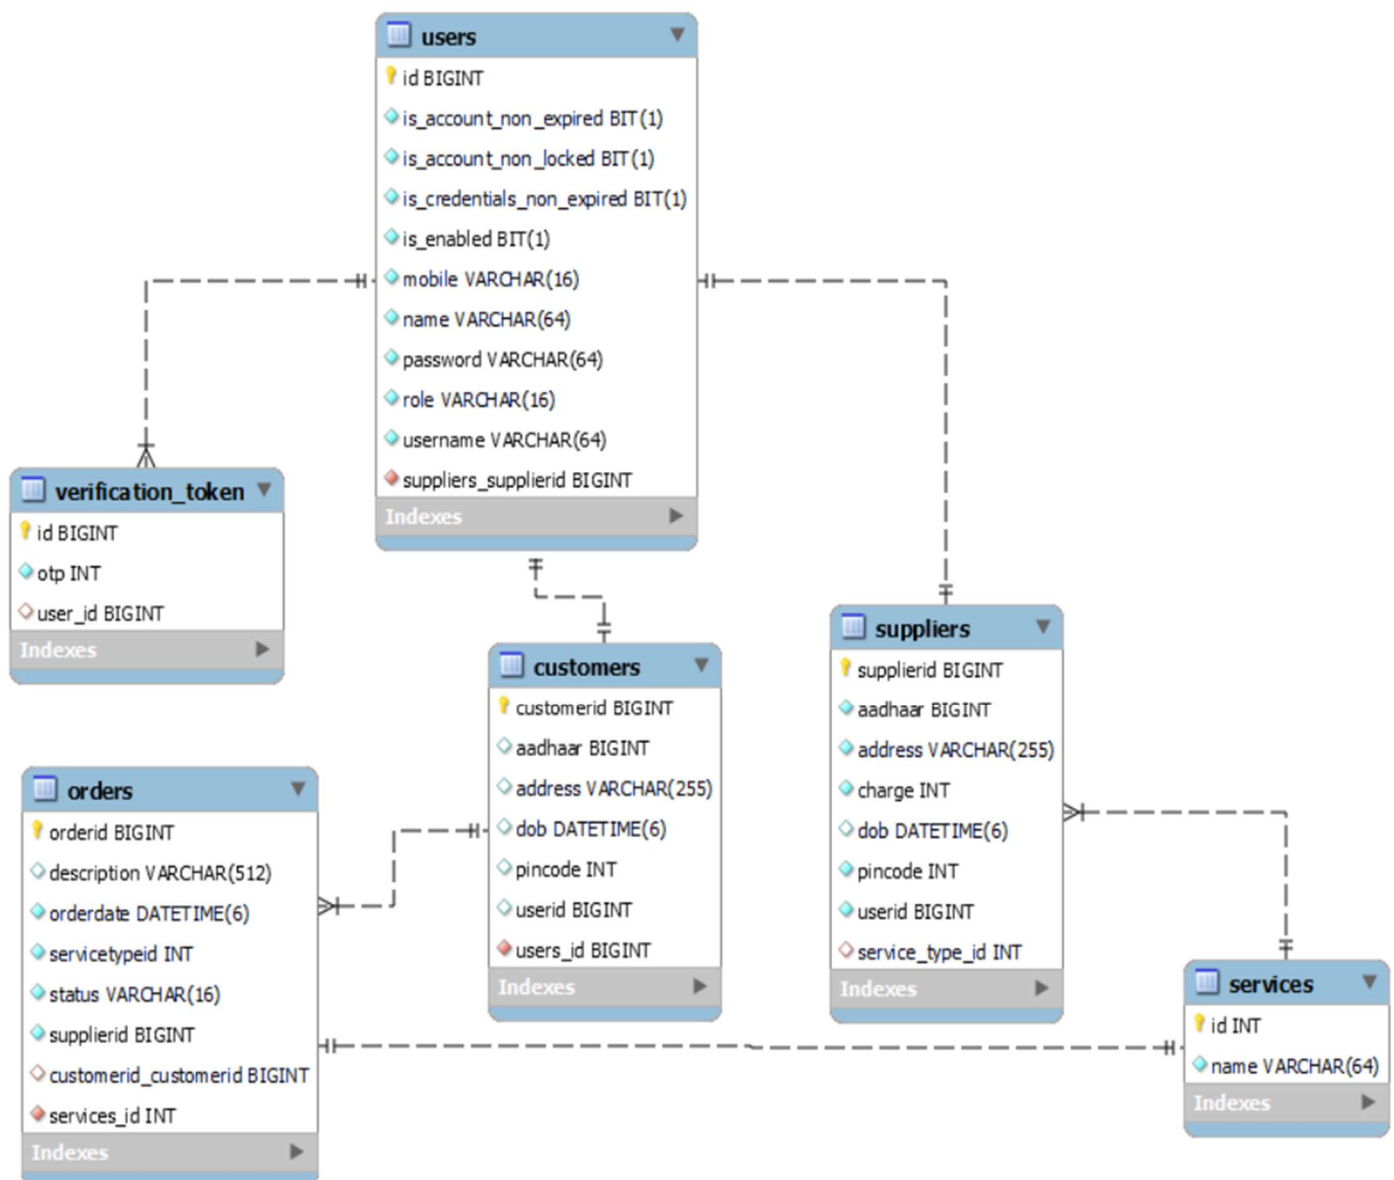 users
id BIGINT
is_account_non_expired BIT(1)
is_account_non_locked BIT(1)
is_credentials_non_expired BIT(1)
is_enabled BIT(1)
mobile VARCHAR(16)
name VARCHAR(64)
password VARCHAR(64)
role VARCHAR(16)
username VARCHAR(64)
suppliers_supplierid BIGINT
Indexes
verification_token
id BIGINT
otp INT
user_id BIGINT
Indexes
customers
customerid BIGINT
aadhaar BIGINT
address VARCHAR(255)
dob DATETIME(6)
pincode INT
userid BIGINT
users_id BIGINT
Indexes
suppliers
supplierid BIGINT
aadhaar BIGINT
address VARCHAR(255)
charge INT
dob DATETIME(6)
pincode INT
userid BIGINT
service_type_id INT
Indexes
orders
orderid BIGINT
description VARCHAR(512)
orderdate DATETIME(6)
servicetypeid INT
status VARCHAR(16)
supplierid BIGINT
customerid_customerid BIGINT
services_id INT
Indexes
services
id INT
name VARCHAR(64)
Indexes